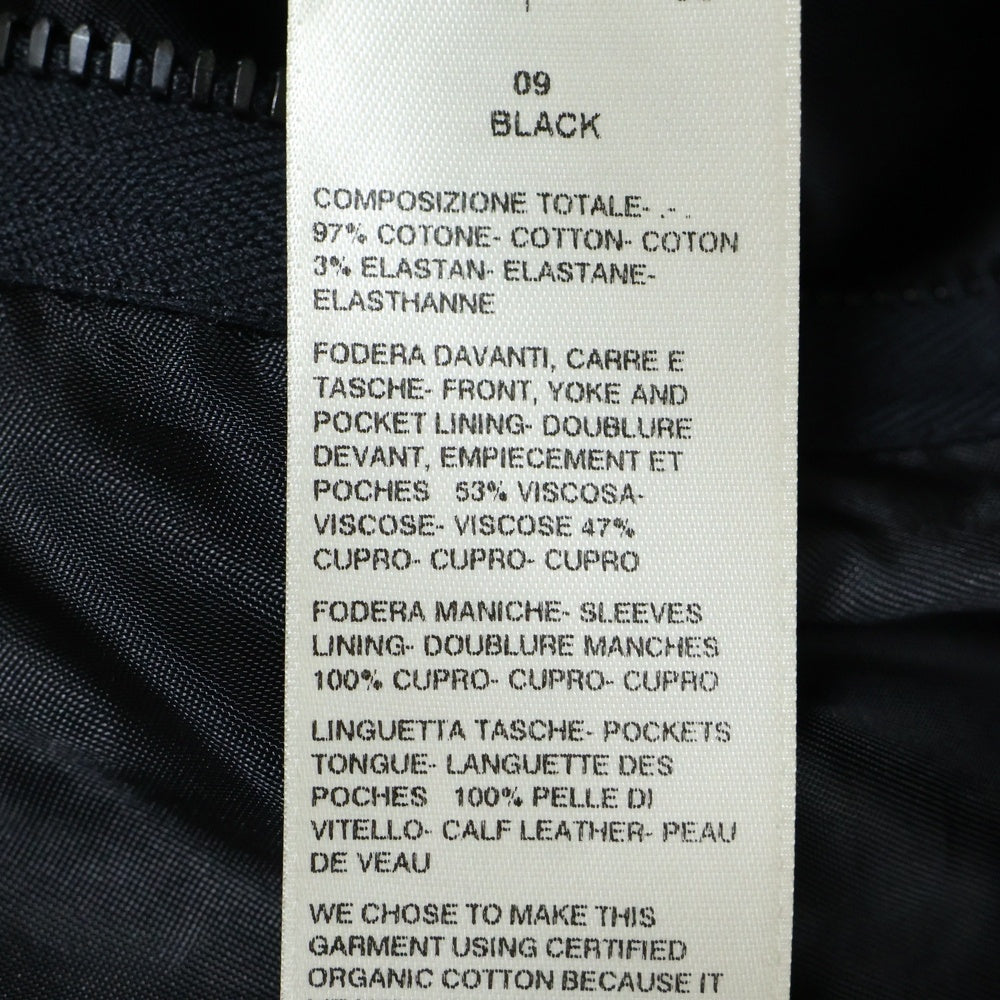 09
BLACK
COMPOSIZIONE TOTALE- .- .
97% COTONE- COTTON- COTON
3% ELASTAN- ELASTANE-
ELASTHANNE
FODERA DAVANTI, CARRE E
TASCHE- FRONT, YOKE AND
POCKET LINING- DOUBLURE
DEVANT, EMPIECEMENT ET
POCHES 53% VISCOSA-
VISCOSE- VISCOSE 47%
CUPRO- CUPRO- CUPRO
FODERA MANICHE- SLEEVES
LINING- DOUBLURE MANCHES
100% CUPRO- CUPRO- CUPRO
LINGUETTA TASCHE- POCKETS
TONGUE- LANGUETTE DES
POCHES 100% PELLE DI
VITELLO- CALF LEATHER- PEAU
DE VEAU
WE CHOSE TO MAKE THIS
GARMENT USING CERTIFIED
ORGANIC COTTON BECAUSE IT